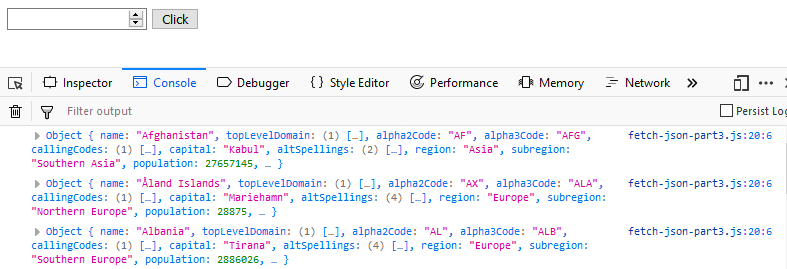 Click
Inspector Console Debugger { } Style Editor Performance Memory Network »
Filter output Persist Log
Object { name: "Afghanistan", topLevelDomain: (1) […], alpha2Code: "AF", alpha3Code: "AFG", fetch-json-part3.js:20:6
callingCodes: (1) […], capital: "Kabul", altSpellings: (2) […], region: "Asia", subregion:
"Southern Asia", population: 27657145, … }
Object { name: "Åland Islands", topLevelDomain: (1) […], alpha2Code: "AX", alpha3Code: "ALA", fetch-json-part3.js:20:6
callingCodes: (1) […], capital: "Mariehamn", altSpellings: (4) […], region: "Europe", subregion:
"Northern Europe", population: 28875, … }
Object { name: "Albania", topLevelDomain: (1) […], alpha2Code: "AL", alpha3Code: "ALB", fetch-json-part3.js:20:6
callingCodes: (1) […], capital: "Tirana", altSpellings: (4) […], region: "Europe", subregion:
"Southern Europe", population: 2886026, … }